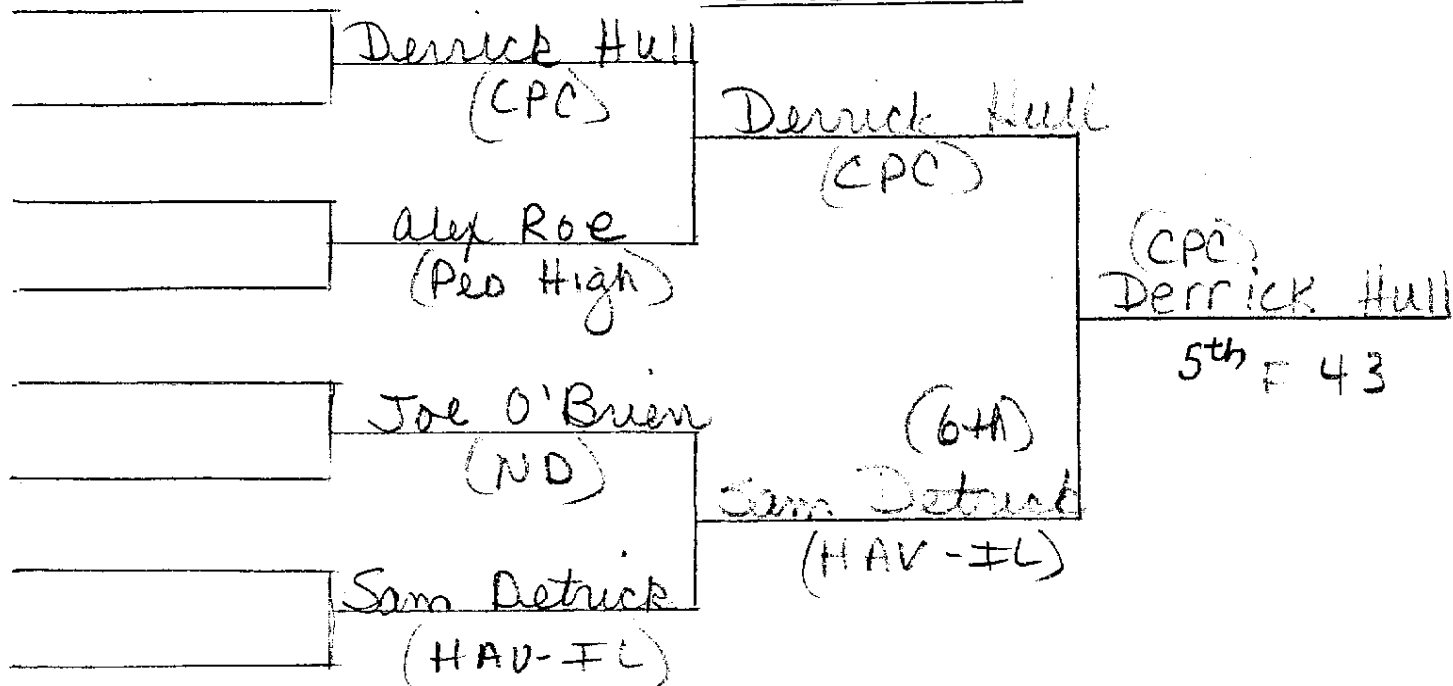 Derrick Hull
(CPC)
Alex Roe
(Peo High)
Joe O'Brien
(ND)
Sam Detrick
(HAV-IL)
Derrick Hull
(CPC)
(6th)
Sam Detrick
(HAV-IL)
(CPC)
Derrick Hull
5th F 43